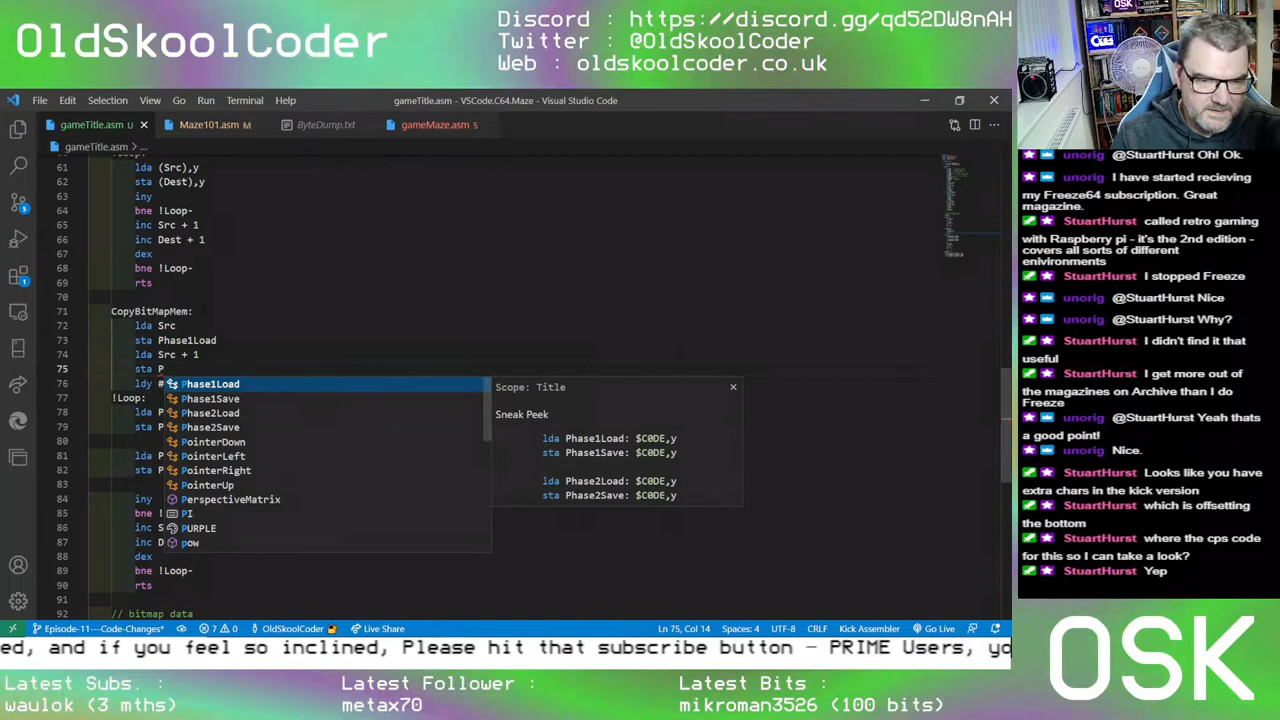 OldSkoolCoder
Discord : https://discord.gg/qd52DW8nAH
Twitter : @OldSkoolCoder
Web : oldskoolcoder.co.uk
File Edit Selection View Go Run Terminal Help
gameTitle.asm - VSCode.C64.Maze - Visual Studio Code
gameTitle.asm U
Maze101.asm M
ByteDump.txt
gameMaze.asm 5
gameTitle.asm > ...
61 lda (Src),y
62 sta (Dest),y
63 iny
64 bne !Loop-
65 inc Src + 1
66 inc Dest + 1
67 dex
68 bne !Loop-
69 rts
70
71 CopyBitMapMem:
72 lda Src
73 sta Phase1Load
74 lda Src + 1
75 sta P
76 ldy #
77 !Loop:
78 lda P
79 sta P
80
81 lda P
82 sta P
83
84 iny
85 bne !
86 inc S
87 inc D
88 dex
89 bne !Loop-
90 rts
91
92 // bitmap data
Phase1Load
Phase1Save
Phase2Load
Phase2Save
PointerDown
PointerLeft
PointerRight
PointerUp
PerspectiveMatrix
PI
PURPLE
pow
Scope: Title
Sneak Peek
lda Phase1Load: $C0DE,y
sta Phase1Save: $C0DE,y
lda Phase2Load: $C0DE,y
sta Phase2Save: $C0DE,y
Episode-11---Code-Changes*
7 0
OldSkoolCoder
Live Share
Ln 75, Col 14
Spaces: 4
UTF-8
CRLF
Kick Assembler
Go Live
unorig @StuartHurst Oh! Ok.
unorig I have started recieving
my Freeze64 subscription. Great
magazine.
StuartHurst called retro gaming
with Raspberry pi - it's the 2nd edition -
covers all sorts of different
enivironments
StuartHurst I stopped Freeze
unorig @StuartHurst Nice
unorig @StuartHurst Why?
StuartHurst I didn't find it that
useful
StuartHurst I get more out of
the magazines on Archive than I do
Freeze
unorig @StuartHurst Yeah thats
a good point!
unorig Nice.
StuartHurst Looks like you have
extra chars in the kick version
StuartHurst which is offsetting
the bottom
StuartHurst where the cps code
for this so I can take a look?
StuartHurst Yep
ed, and if you feel so inclined, Please hit that subscribe button - PRIME Users, yo
Latest Subs. :
waulok (3 mths)
Latest Follower :
metax70
Latest Bits :
mikroman3526 (100 bits)
OSK